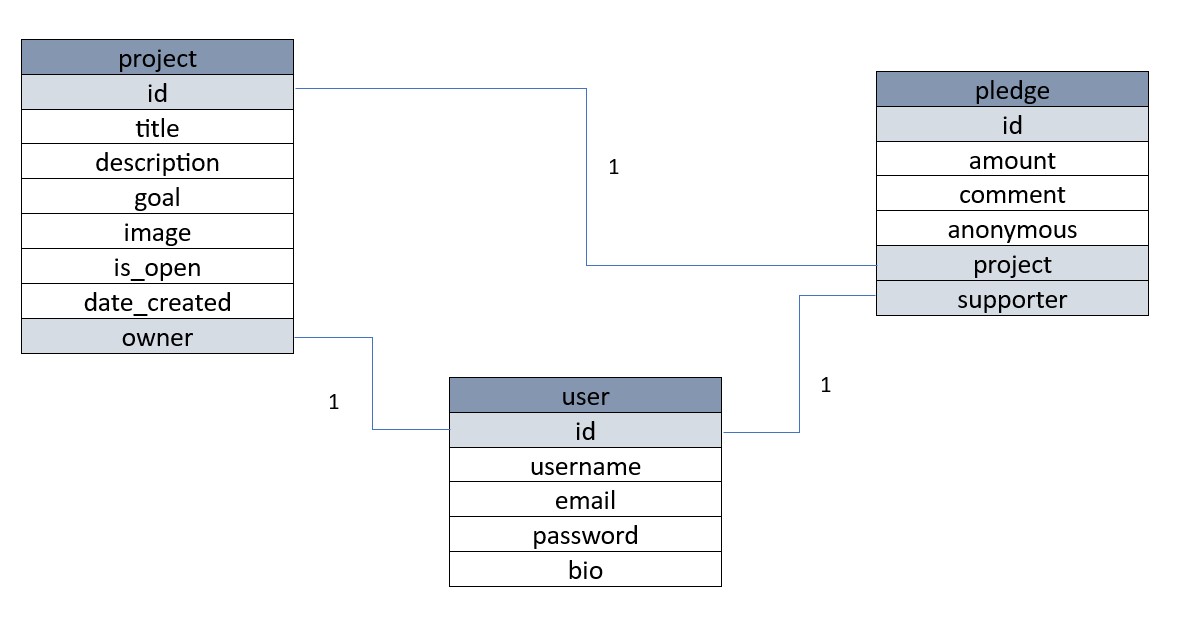 project
id
title
description
goal
image
is_open
date_created
owner
1
1
pledge
id
amount
comment
anonymous
project
supporter
1
user
id
username
email
password
bio